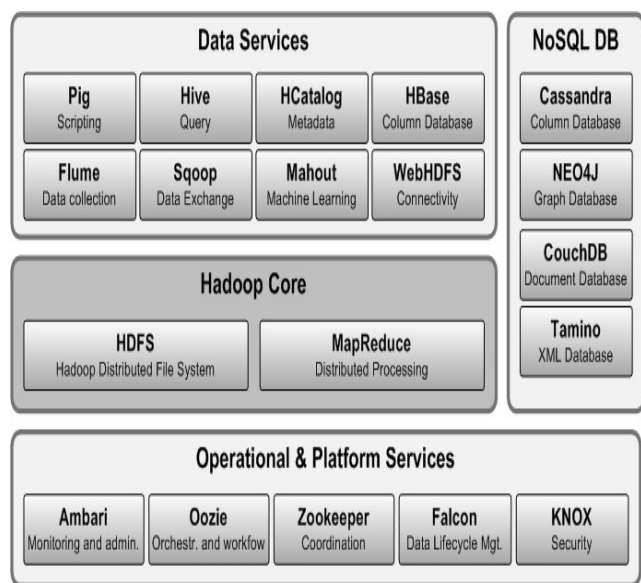 Data Services
Pig
Scripting
Hive
Query
HCatalog
Metadata
HBase
Column Database
Flume
Data collection
Sqoop
Data Exchange
Mahout
Machine Learning
WebHDFS
Connectivity
NoSQL DB
Cassandra
Column Database
NEO4J
Graph Database
CouchDB
Document Database
Tamino
XML Database
Hadoop Core
HDFS
Hadoop Distributed File System
MapReduce
Distributed Processing
Operational & Platform Services
Ambari
Monitoring and admin.
Oozie
Orchestr. and workfow
Zookeeper
Coordination
Falcon
Data Lifecycle Mgt.
KNOX
Security